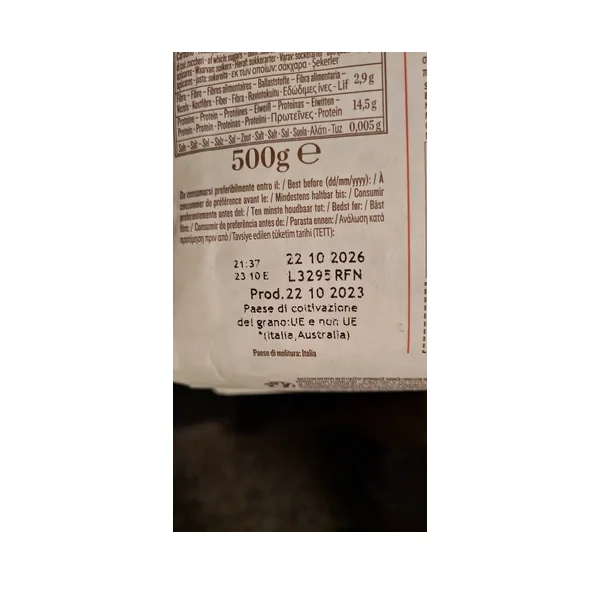 di cui zuccheri - of which sugars -
açúcares - Waarvan: suikers - Heraf: sukkerarter - Varav: sockerarter
- ΕΚ των οποίων: σάκχαρα - Şekerler
Fibre - Fibre - Fibres alimentaires - Ballaststoffe - Fibra alimentaria -
Vezels - Kostfibre - Fiber - Fibra - Ravintokuitu - Εδώδιμες ίνες - Lif 2,9 g
Proteine - Protein - Protéines - Eiweiß - Proteínas - Eiwitten -
Protein - Protein - Proteínas - Proteiini - Πρωτεΐνες - Protein 14,5 g
Sale - Salt - Sel - Salz - Sal - Zout - Salt - Salt - Sal - Suola - Αλάτι - Tuz 0,005 g
500g e
Da consumarsi preferibilmente entro il: / Best before (dd/mm/yyyy): / À
consommer de préférence avant le: / Mindestens haltbar bis: / Consumir
preferentemente antes del: / Ten minste houdbaar tot: / Bedst før: / Bäst
före: / Consumir de preferência antes de: / Parasta ennen: / Ανάλωση κατά
προτίμηση πριν από / Tavsiye edilen tüketim tarihi (TETT):
21:37 22 10 2026
23 10 E L3295 RFN
Prod.22 10 2023
Paese di coltivazione
del grano:UE e non UE
*(Italia,Australia)
Paese di molitura: Italia